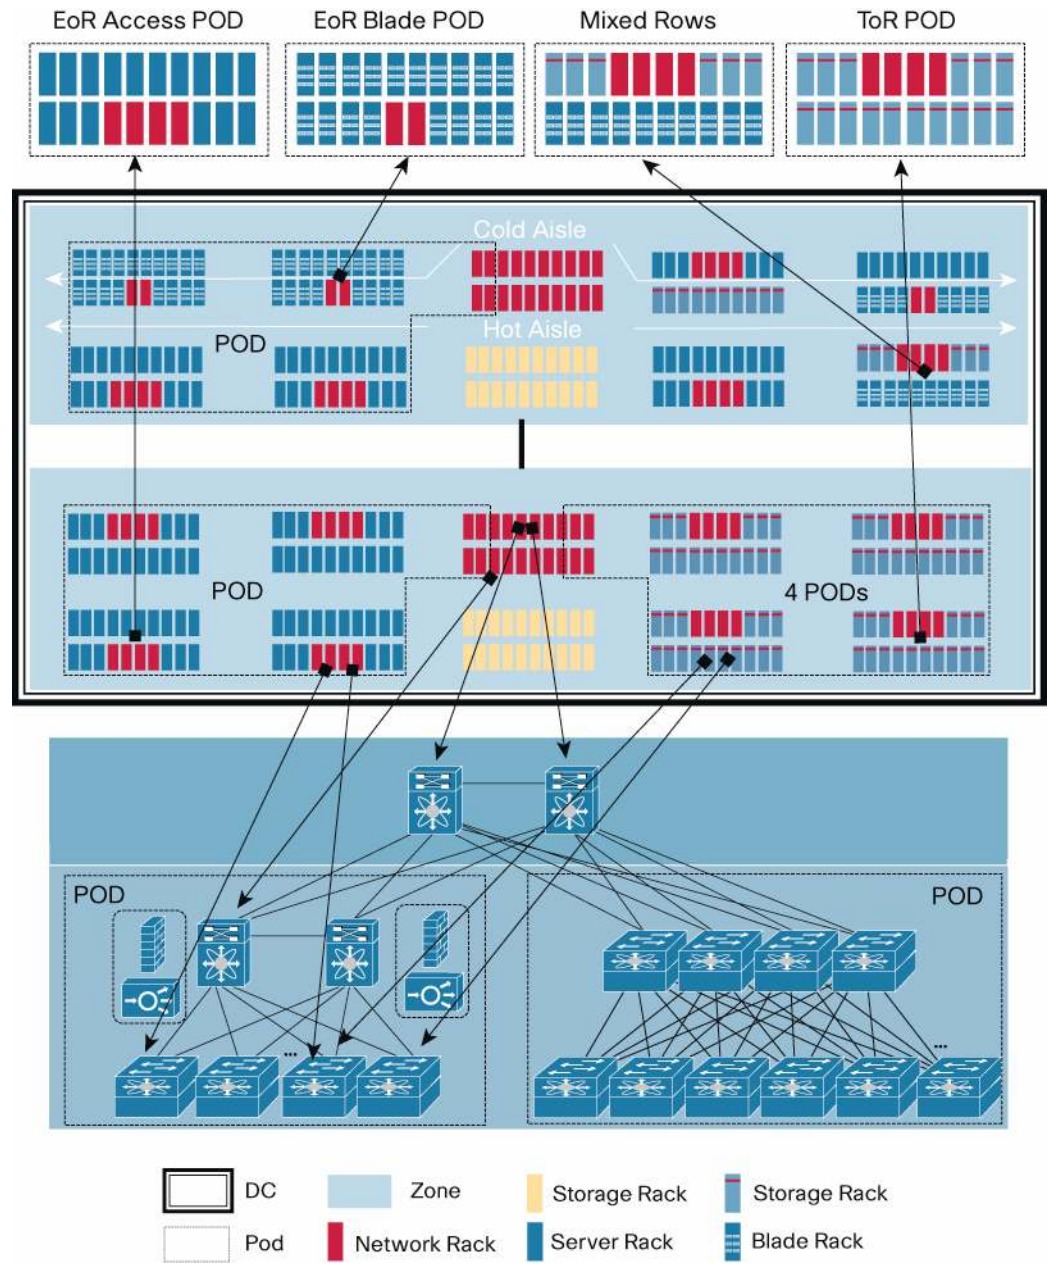 EoR Access POD
EoR Blade POD
Mixed Rows
ToR POD
Cold Aisle
Hot Aisle
POD
POD
4 PODs
POD
POD
...
...
DC
Zone
Storage Rack
Storage Rack
Pod
Network Rack
Server Rack
Blade Rack